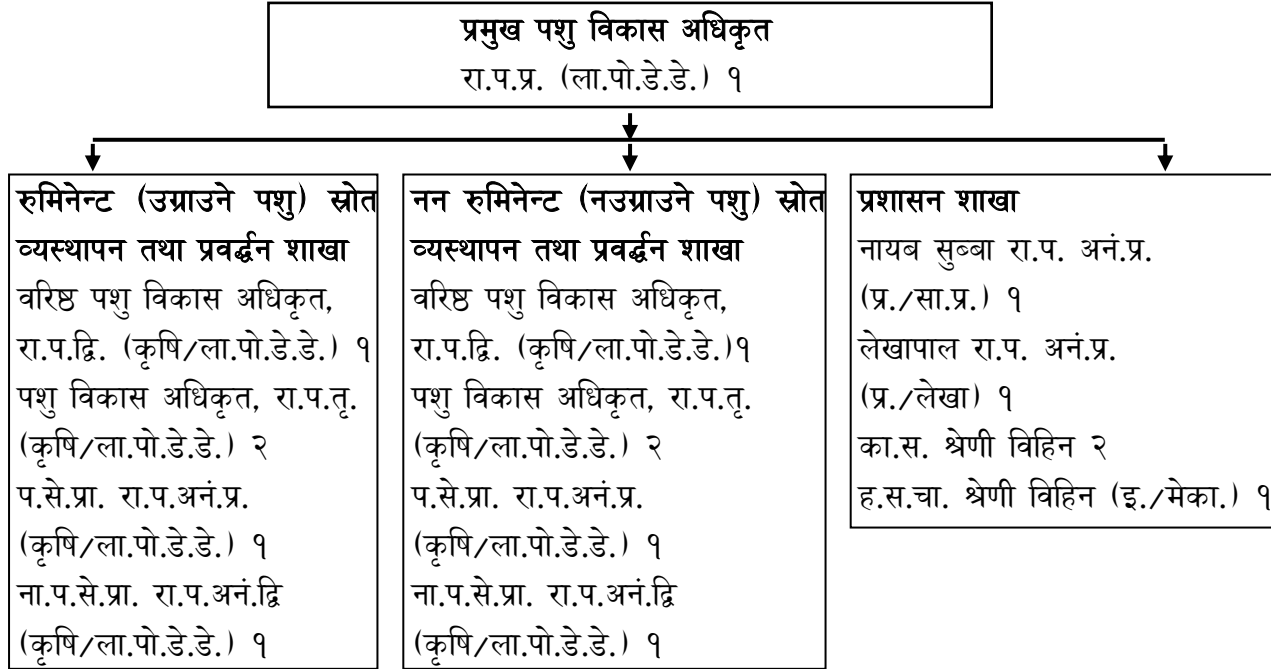 प्रमुख पशु विकास अधिकृत
रा.प.प्र. (ला.पो.डे.डे.) १
रुमिनेन्ट (उग्राउने पशु) स्रोत
व्यस्थापन तथा प्रवर्द्धन शाखा
वरिष्ठ पशु विकास अधिकृत,
रा.प.द्वि. (कृषि/ला.पो.डे.डे.) १
पशु विकास अधिकृत, रा.प.तृ.
(कृषि/ला.पो.डे.डे.) २
प.से.प्रा. रा.प.अनं.प्र.
(कृषि/ला.पो.डे.डे.) १
ना.प.से.प्रा. रा.प.अनं.द्वि
(कृषि/ला.पो.डे.डे.) १
नन रुमिनेन्ट (नउग्राउने पशु) स्रोत
व्यस्थापन तथा प्रवर्द्धन शाखा
वरिष्ठ पशु विकास अधिकृत,
रा.प.द्वि. (कृषि/ला.पो.डे.डे.)१
पशु विकास अधिकृत, रा.प.तृ.
(कृषि/ला.पो.डे.डे.) २
प.से.प्रा. रा.प.अनं.प्र.
(कृषि/ला.पो.डे.डे.) १
ना.प.से.प्रा. रा.प.अनं.द्वि
(कृषि/ला.पो.डे.डे.) १
प्रशासन शाखा
नायब सुब्बा रा.प. अनं.प्र.
(प्र./सा.प्र.) १
लेखापाल रा.प. अनं.प्र.
(प्र./लेखा) १
का.स. श्रेणी विहिन २
ह.स.चा. श्रेणी विहिन (इ./मेका.) १